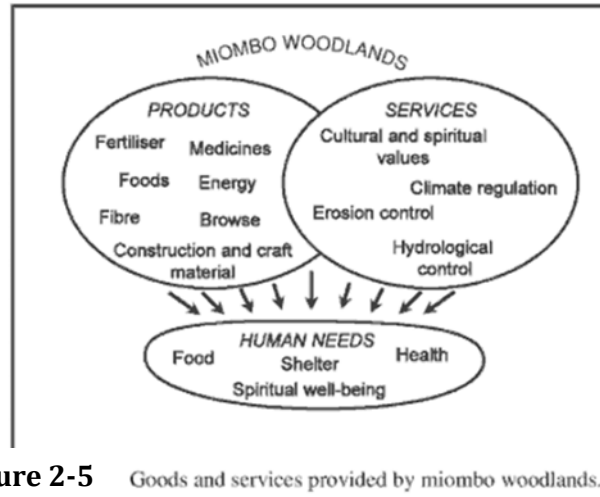 MIOMBO WOODLANDS
PRODUCTS
Fertiliser Medicines
Foods Energy
Fibre Browse
Construction and craft
material
SERVICES
Cultural and spiritual
values
Climate regulation
Erosion control
Hydrological
control
HUMAN NEEDS
Food Shelter Health
Spiritual well-being
ure 2-5 Goods and services provided by miombo woodlands.